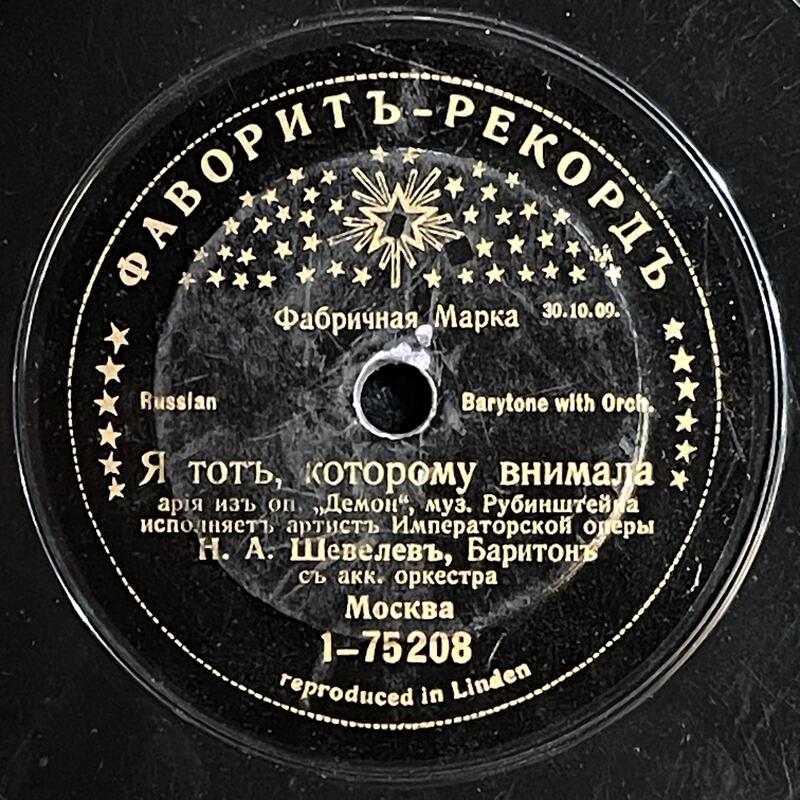 ФАВОРИТЪ-РЕКОРДЪ
Фабричная Марка 30.10.09.
Russian Barytone with Orch.
Я тотъ, которому внимала
арія изъ оп. „Демон“, муз. Рубинштейна
исполняетъ артистъ Императорской оперы
Н. А. Шевелевъ, Баритонъ
съ акк. оркестра
Москва
1-75208
reproduced in Linden